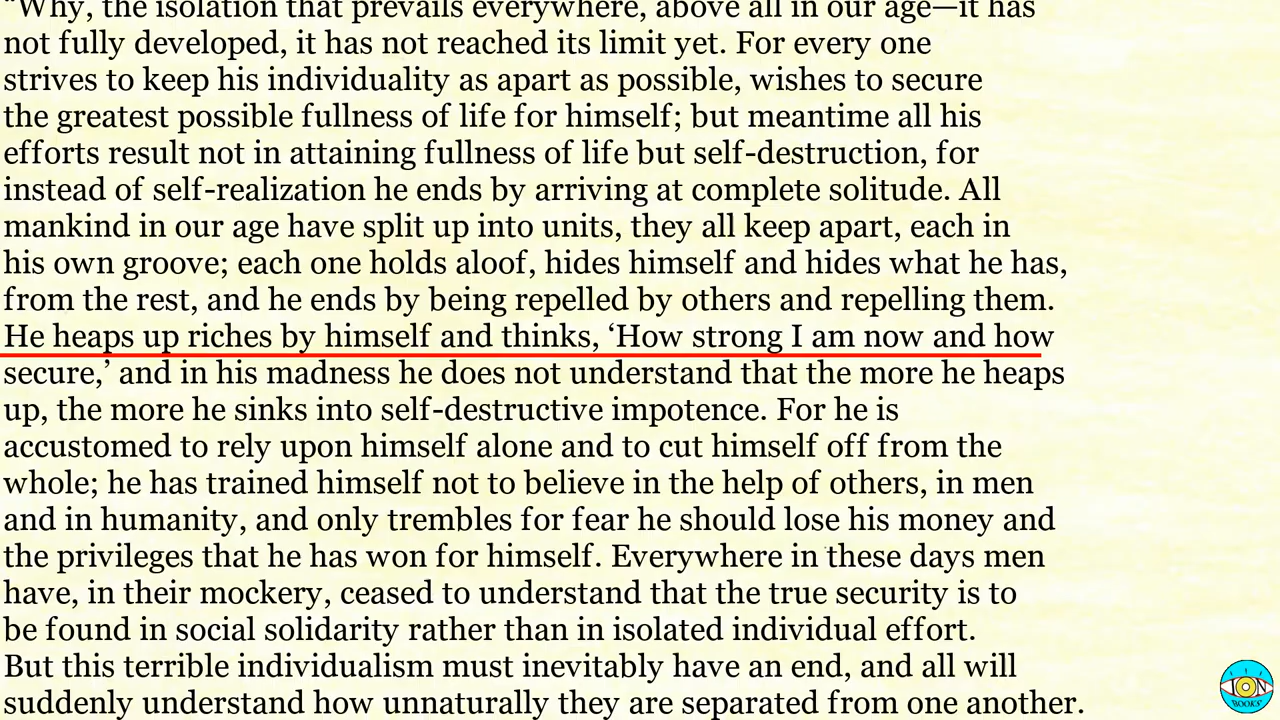 “Why, the isolation that prevails everywhere, above all in our age—it has
not fully developed, it has not reached its limit yet. For every one
strives to keep his individuality as apart as possible, wishes to secure
the greatest possible fullness of life for himself; but meantime all his
efforts result not in attaining fullness of life but self-destruction, for
instead of self-realization he ends by arriving at complete solitude. All
mankind in our age have split up into units, they all keep apart, each in
his own groove; each one holds aloof, hides himself and hides what he has,
from the rest, and he ends by being repelled by others and repelling them.
He heaps up riches by himself and thinks, ‘How strong I am now and how
secure,’ and in his madness he does not understand that the more he heaps
up, the more he sinks into self-destructive impotence. For he is
accustomed to rely upon himself alone and to cut himself off from the
whole; he has trained himself not to believe in the help of others, in men
and in humanity, and only trembles for fear he should lose his money and
the privileges that he has won for himself. Everywhere in these days men
have, in their mockery, ceased to understand that the true security is to
be found in social solidarity rather than in isolated individual effort.
But this terrible individualism must inevitably have an end, and all will
suddenly understand how unnaturally they are separated from one another.
ION
BOOKS